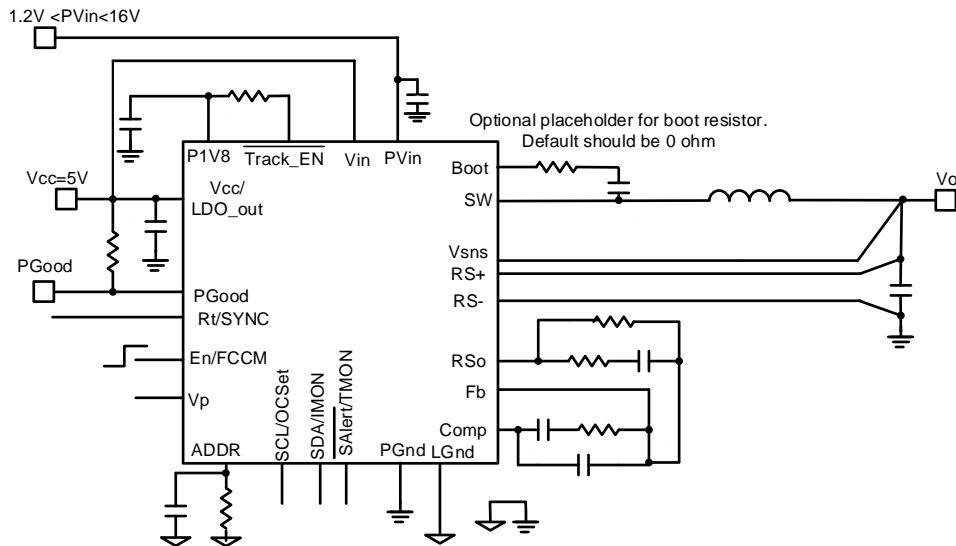 1.2V <PVin<16V
Optional placeholder for boot resistor.
Default should be 0 ohm
P1V8
Track_EN
Vin
PVin
Boot
Vcc=5V
Vcc/
LDO_out
SW
Vo
Vsns
RS+
PGood
PGood
RS-
Rt/SYNC
En/FCCM
RSo
Vp
Fb
SCL/OCSet
SDA/IMON
SAlert/TMON
Comp
ADDR
PGnd
LGnd